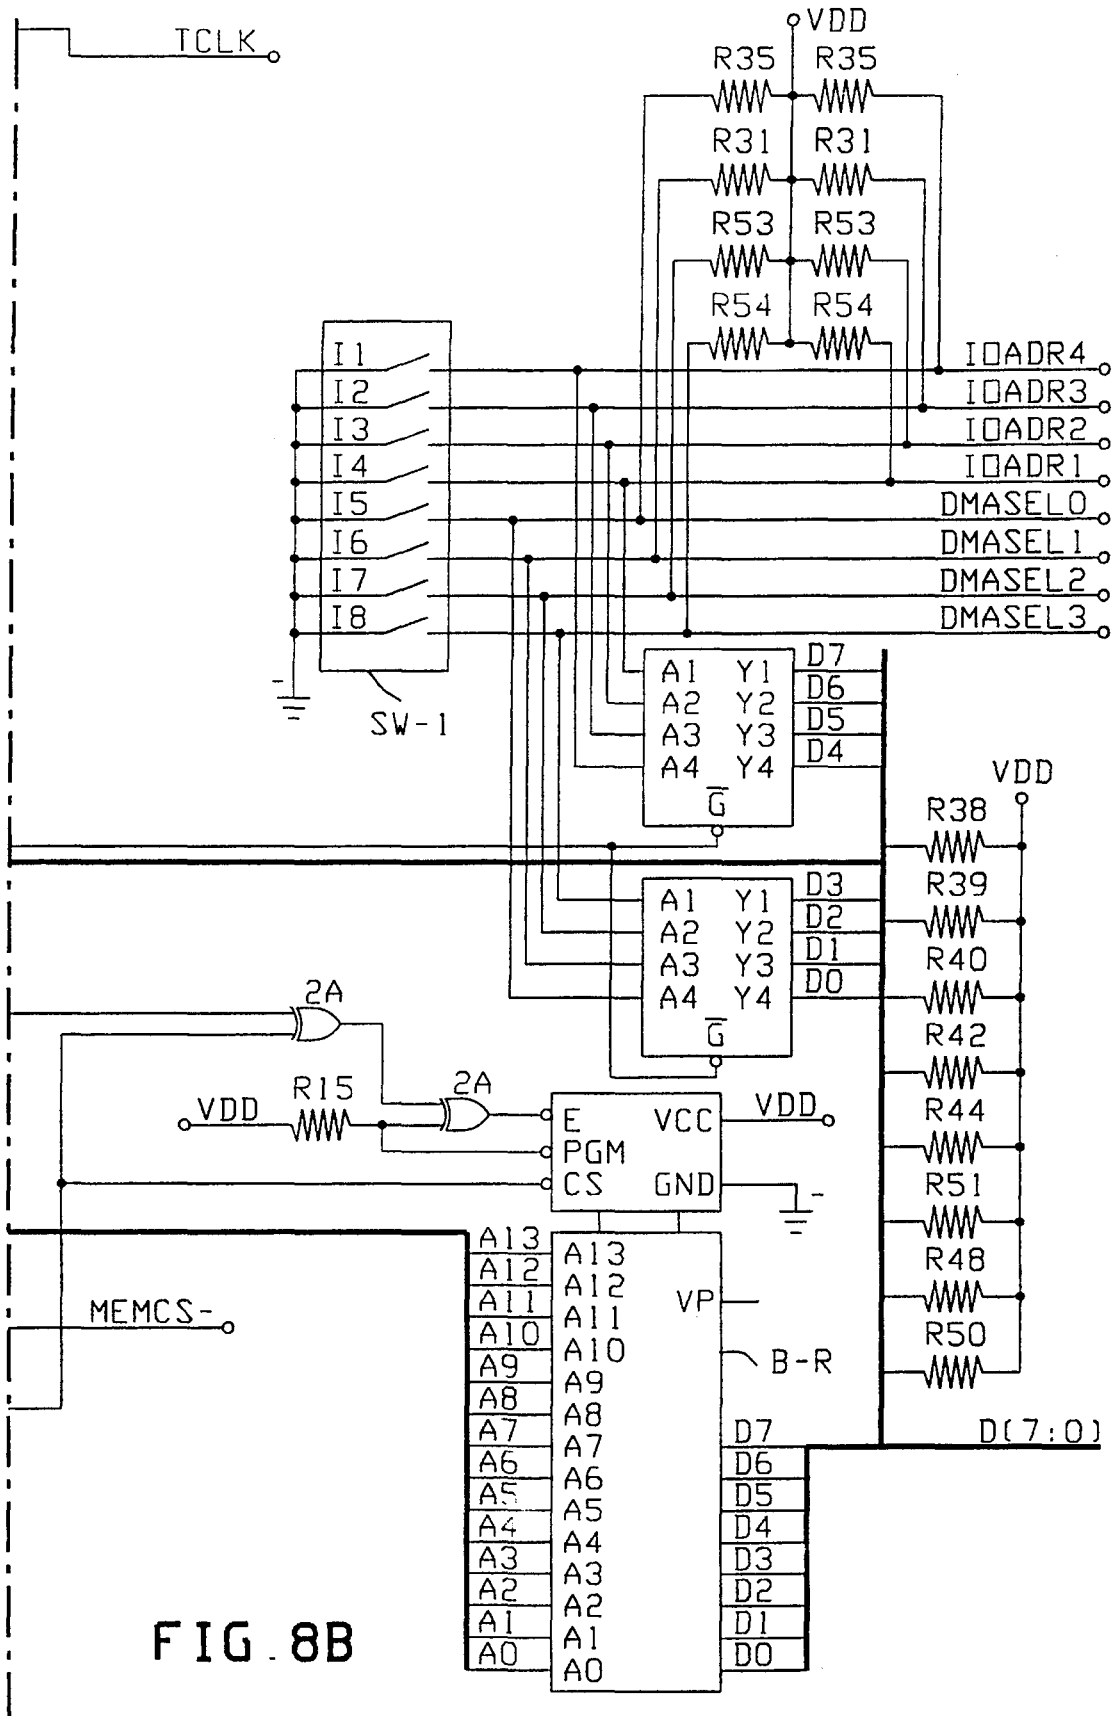 TCLK
VDD
R35 R35
R31 R31
R53 R53
R54 R54
I1 IOADR4
I2 IOADR3
I3 IOADR2
I4 IOADR1
I5 DMASEL0
I6 DMASEL1
I7 DMASEL2
I8 DMASEL3
SW-1
A1 Y1 D7
A2 Y2 D6
A3 Y3 D5
A4 Y4 D4
G̅
VDD
R38
R39
R40
R42
R44
R51
R48
R50
A1 Y1 D3
A2 Y2 D2
A3 Y3 D1
A4 Y4 D0
G̅
2A
R15
2A
VDD
E VCC VDD
PGM
CS GND
A13 A13
A12 A12
A11 A11
A10 A10
A9 A9
A8 A8
A7 A7
A6 A6
A5 A5
A4 A4
A3 A3
A2 A2
A1 A1
A0 A0
VP
B-R
MEMCS-
D7
D6
D5
D4
D3
D2
D1
D0
D(7:0)
FIG. 8B